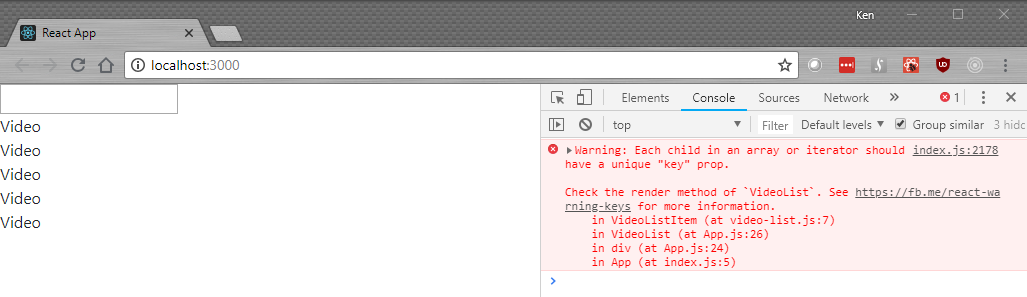 Ken
React App
localhost:3000
Elements Console Sources Network » 1
top Filter Default levels Group similar 3 hidd
Video
Video
Video
Video
Video
Warning: Each child in an array or iterator should index.js:2178
have a unique "key" prop.
Check the render method of `VideoList`. See https://fb.me/react-wa
rning-keys for more information.
in VideoListItem (at video-list.js:7)
in VideoList (at App.js:26)
in div (at App.js:24)
in App (at index.js:5)